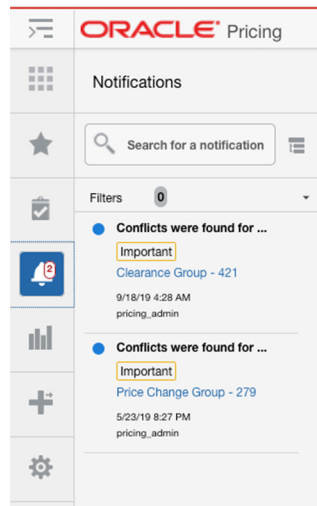 ORACLE Pricing
Notifications
Search for a notification
Filters 0
2
Conflicts were found for ...
Important
Clearance Group - 421
9/18/19 4:28 AM
pricing_admin
Conflicts were found for ...
Important
Price Change Group - 279
5/23/19 8:27 PM
pricing_admin